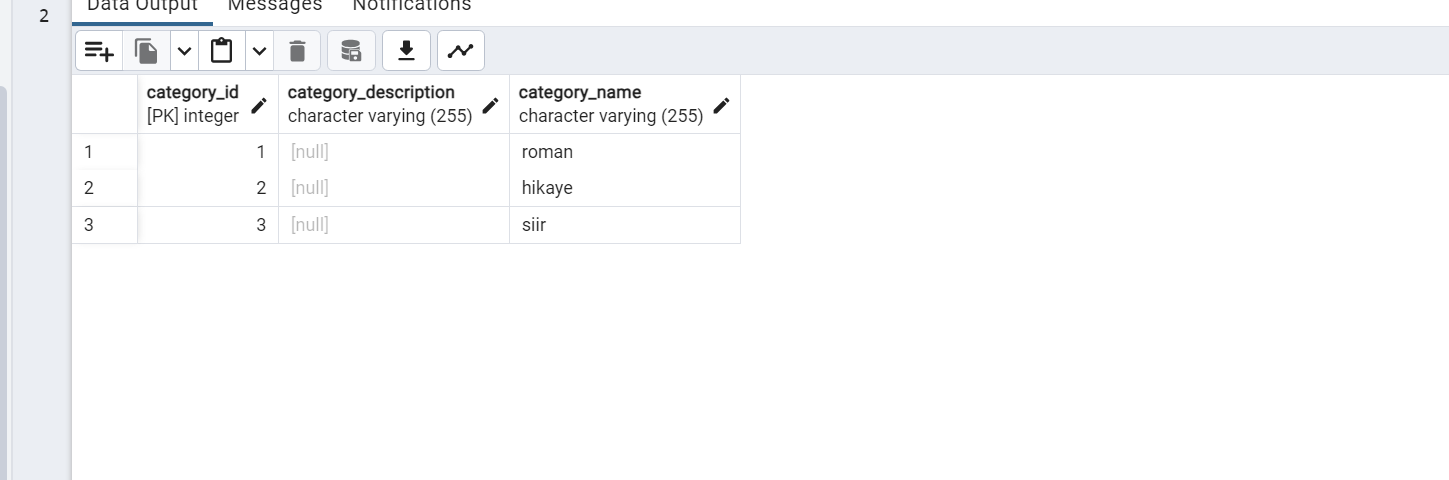 2
Data Output Messages Notifications
category_id category_description category_name
[PK] integer character varying (255) character varying (255)
1 1 [null] roman
2 2 [null] hikaye
3 3 [null] siir